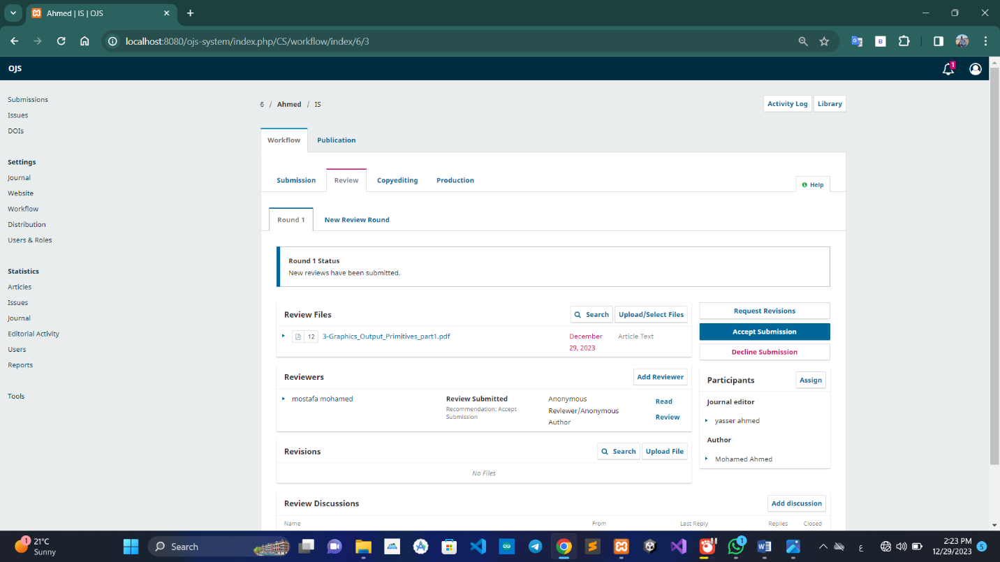 Ahmed | IS | OJS
localhost:8080/ojs-system/index.php/CS/workflow/index/6/3
B
OJS
1
Submissions
Issues
DOIs
Settings
Journal
Website
Workflow
Distribution
Users & Roles
Statistics
Articles
Issues
Journal
Editorial Activity
Users
Reports
Tools
6 / Ahmed / IS
Activity Log
Library
Workflow
Publication
Submission
Review
Copyediting
Production
Help
Round 1
New Review Round
Round 1 Status
New reviews have been submitted.
Review Files
Search
Upload/Select Files
12
3-Graphics_Output_Primitives_part1.pdf
December
29, 2023
Article Text
Reviewers
Add Reviewer
mostafa mohamed
Review Submitted
Recommendation: Accept
Submission
Anonymous
Reviewer/Anonymous
Author
Read
Review
Revisions
Search
Upload File
No Files
Review Discussions
Add discussion
Name
From
Last Reply
Replies
Closed
Request Revisions
Accept Submission
Decline Submission
Participants
Assign
Journal editor
yasser ahmed
Author
Mohamed Ahmed
1
21°C
Sunny
Search
1
ع
2:23 PM
12/29/2023
5